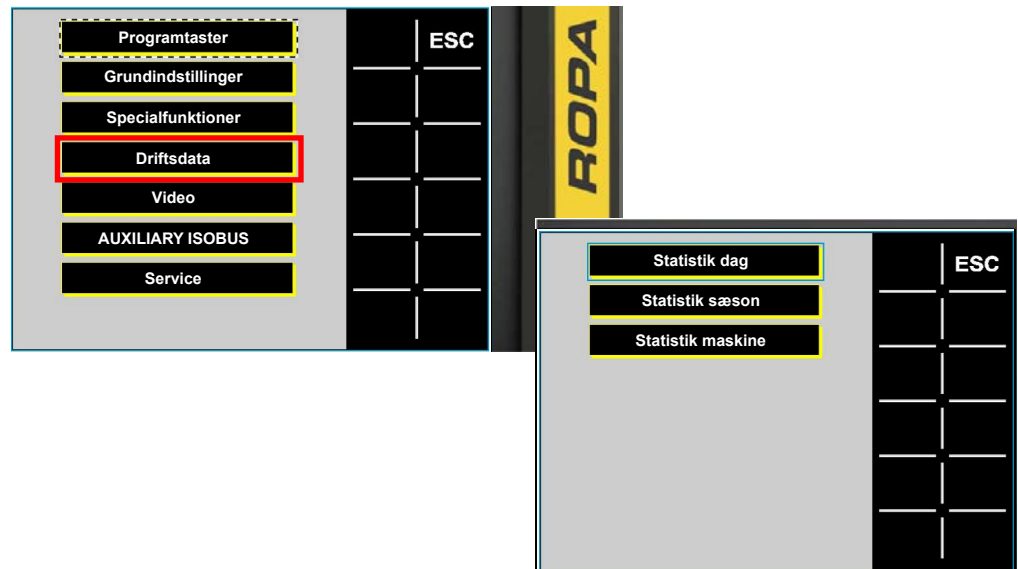 Programtaster
ESC
Grundindstillinger
Specialfunktioner
Driftsdata
Video
AUXILIARY ISOBUS
Service
ROPA
Statistik dag
ESC
Statistik sæson
Statistik maskine